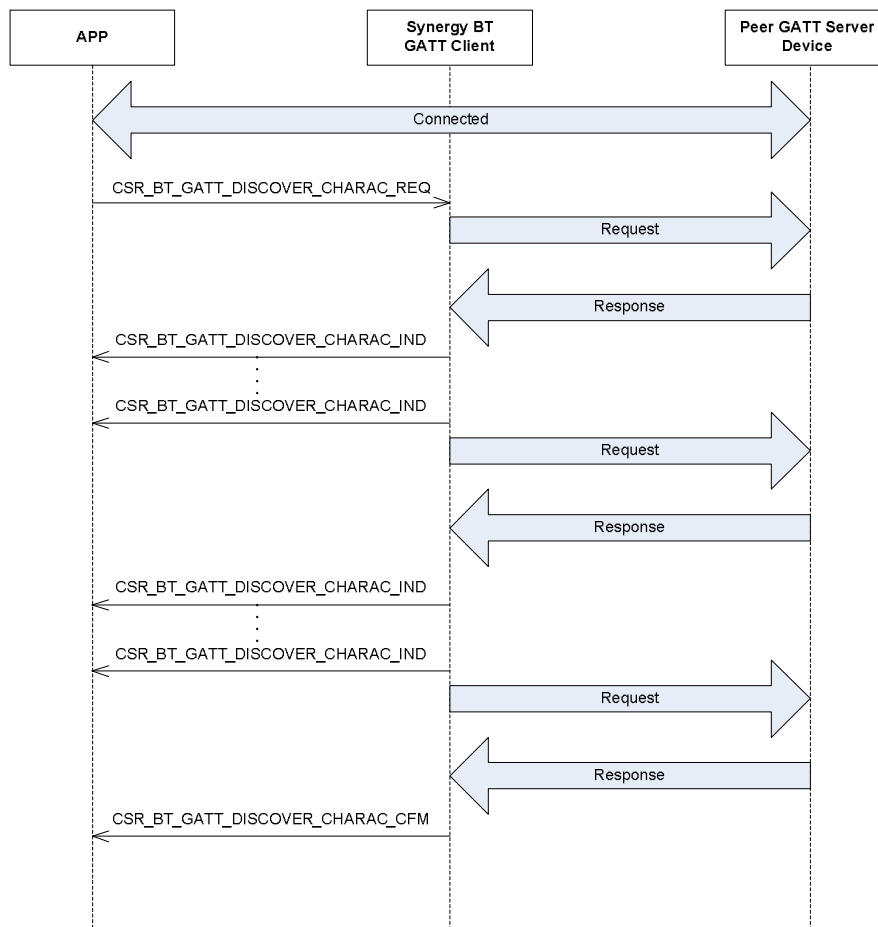 APP
Synergy BT
GATT Client
Peer GATT Server
Device
Connected
CSR_BT_GATT_DISCOVER_CHARAC_REQ
Request
Response
CSR_BT_GATT_DISCOVER_CHARAC_IND
CSR_BT_GATT_DISCOVER_CHARAC_IND
Request
Response
CSR_BT_GATT_DISCOVER_CHARAC_IND
CSR_BT_GATT_DISCOVER_CHARAC_IND
Request
Response
CSR_BT_GATT_DISCOVER_CHARAC_CFM